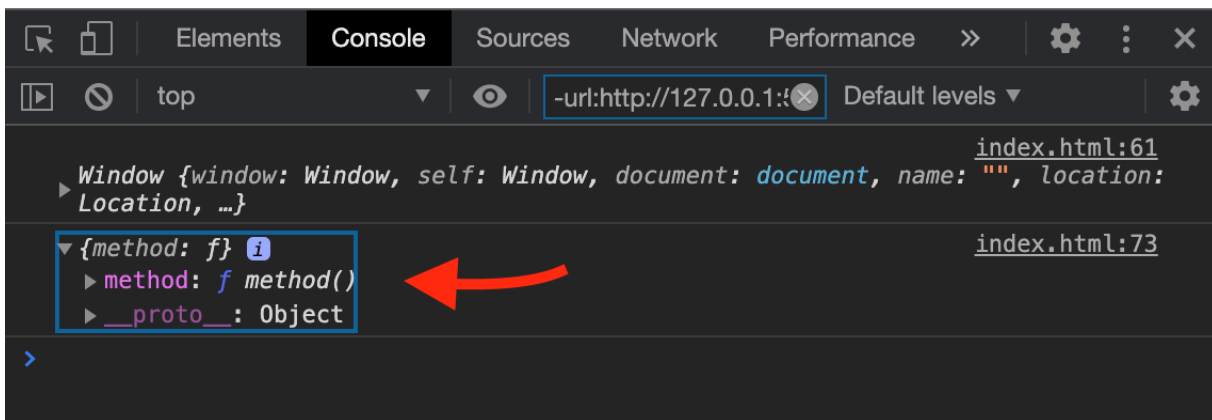 Elements Console Sources Network Performance »
top -url:http://127.0.0.1: Default levels ▼
index.html:61
Window {window: Window, self: Window, document: document, name: "", location:
Location, …}
{method: ƒ} i index.html:73
method: ƒ method()
__proto__: Object
>